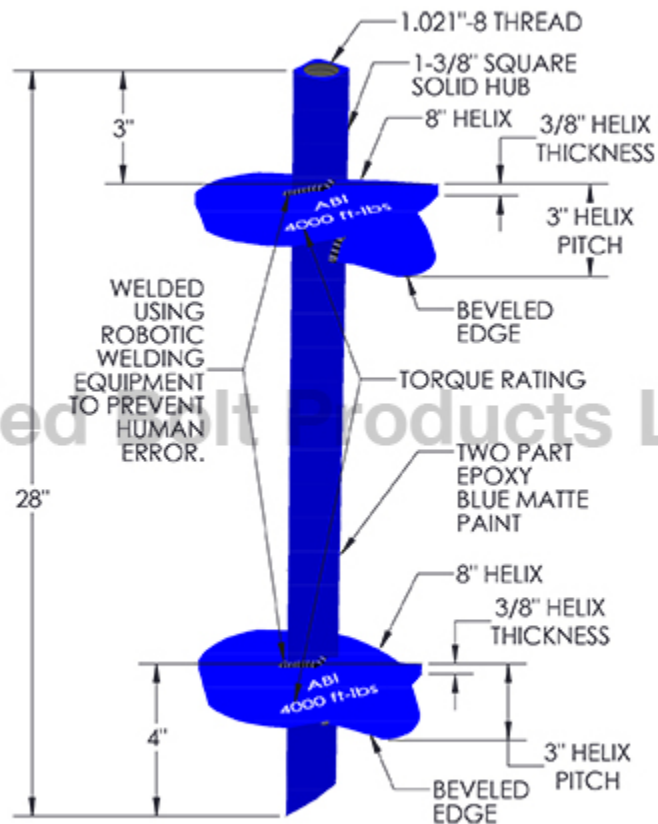 1.021"-8 THREAD
1-3/8" SQUARE
SOLID HUB
8" HELIX
3/8" HELIX
THICKNESS
3"
3" HELIX
PITCH
ABI
4000 ft-lbs
BEVELED
EDGE
WELDED
USING
ROBOTIC
WELDING
EQUIPMENT
TO PREVENT
HUMAN
ERROR.
TORQUE RATING
ed Bolt Products L
TWO PART
EPOXY
BLUE MATTE
PAINT
28"
8" HELIX
3/8" HELIX
THICKNESS
ABI
4000 ft-lbs
4"
3" HELIX
PITCH
BEVELED
EDGE